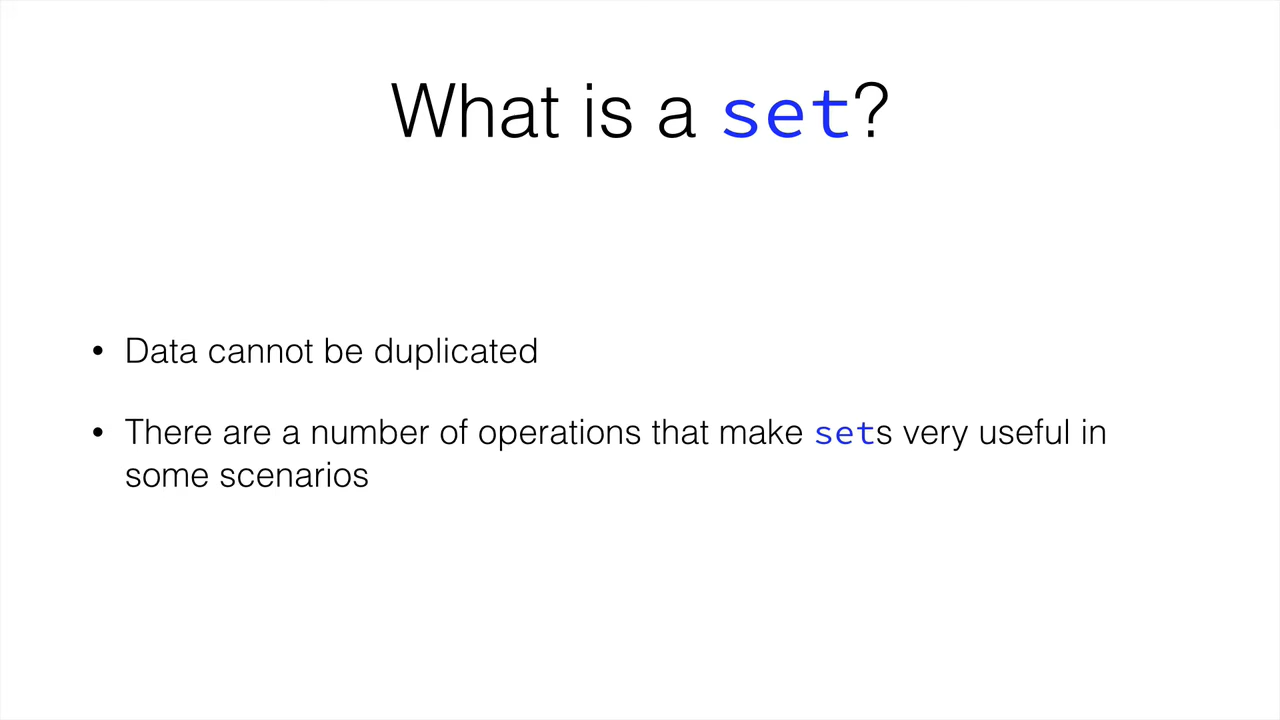 What is a set?
• Data cannot be duplicated
• There are a number of operations that make sets very useful in
some scenarios